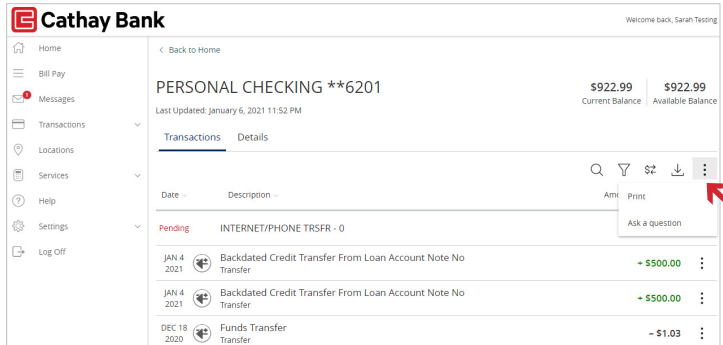 Cathay Bank
Welcome back, Sarah Testing
Home
Bill Pay
1
Messages
Transactions
Locations
Services
Help
Settings
Log Off
Back to Home
PERSONAL CHECKING **6201
$922.99 $922.99
Current Balance Available Balance
Last Updated: January 6, 2021 11:52 PM
Transactions Details
Date Description
Print
Ask a question
Pending INTERNET/PHONE TRSFR - 0
JAN 4 2021 Backdated Credit Transfer From Loan Account Note No + $500.00
Transfer
JAN 4 2021 Backdated Credit Transfer From Loan Account Note No + $500.00
Transfer
DEC 18 2020 Funds Transfer – $1.03
Transfer